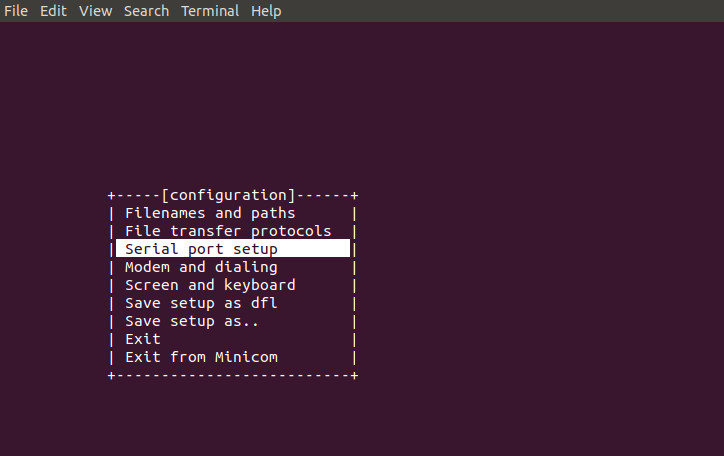 File Edit View Search Terminal Help
+-----[configuration]------+
| Filenames and paths      |
| File transfer protocols  |
| Serial port setup        |
| Modem and dialing        |
| Screen and keyboard      |
| Save setup as dfl        |
| Save setup as..          |
| Exit                     |
| Exit from Minicom        |
+--------------------------+